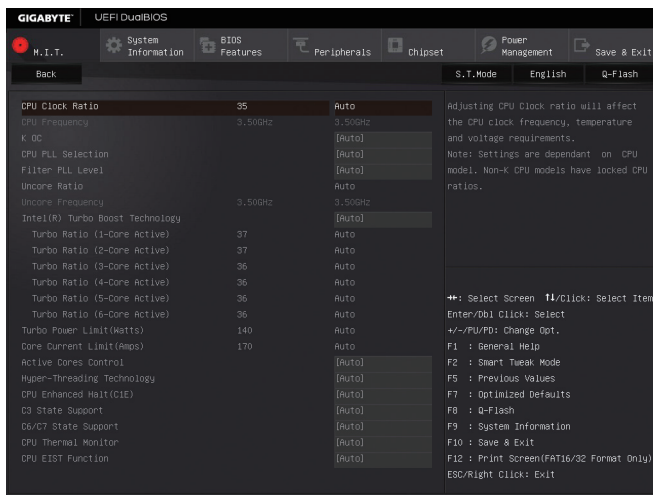 GIGABYTE™ UEFI DualBIOS
M.I.T. System Information BIOS Features Peripherals Chipset Power Management Save & Exit
Back S.T.Mode English Q-Flash
CPU Clock Ratio 35 Auto
CPU Frequency 3.50GHz 3.50GHz
K OC [Auto]
CPU PLL Selection [Auto]
Filter PLL Level [Auto]
Uncore Ratio Auto
Uncore Frequency 3.50GHz 3.50GHz
Intel(R) Turbo Boost Technology [Auto]
Turbo Ratio (1-Core Active) 37 Auto
Turbo Ratio (2-Core Active) 37 Auto
Turbo Ratio (3-Core Active) 36 Auto
Turbo Ratio (4-Core Active) 36 Auto
Turbo Ratio (5-Core Active) 36 Auto
Turbo Ratio (6-Core Active) 36 Auto
Turbo Power Limit(Watts) 140 Auto
Core Current Limit(Amps) 170 Auto
Active Cores Control [Auto]
Hyper-Threading Technology [Auto]
CPU Enhanced Halt(C1E) [Auto]
C3 State Support [Auto]
C6/C7 State Support [Auto]
CPU Thermal Monitor [Auto]
CPU EIST Function [Auto]
Adjusting CPU Clock ratio will affect
the CPU clock frequency, temperature
and voltage requirements.
Note: Settings are dependant on CPU
model. Non-K CPU models have locked CPU
ratios.
→←: Select Screen ↑↓/Click: Select Item
Enter/Dbl Click: Select
+/-/PU/PD: Change Opt.
F1 : General Help
F2 : Smart Tweak Mode
F5 : Previous Values
F7 : Optimized Defaults
F8 : Q-Flash
F9 : System Information
F10 : Save & Exit
F12 : Print Screen(FAT16/32 Format Only)
ESC/Right Click: Exit